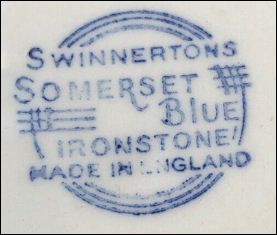 SWINNERTONS
SOMERSET
BLUE
IRONSTONE
MADE IN ENGLAND